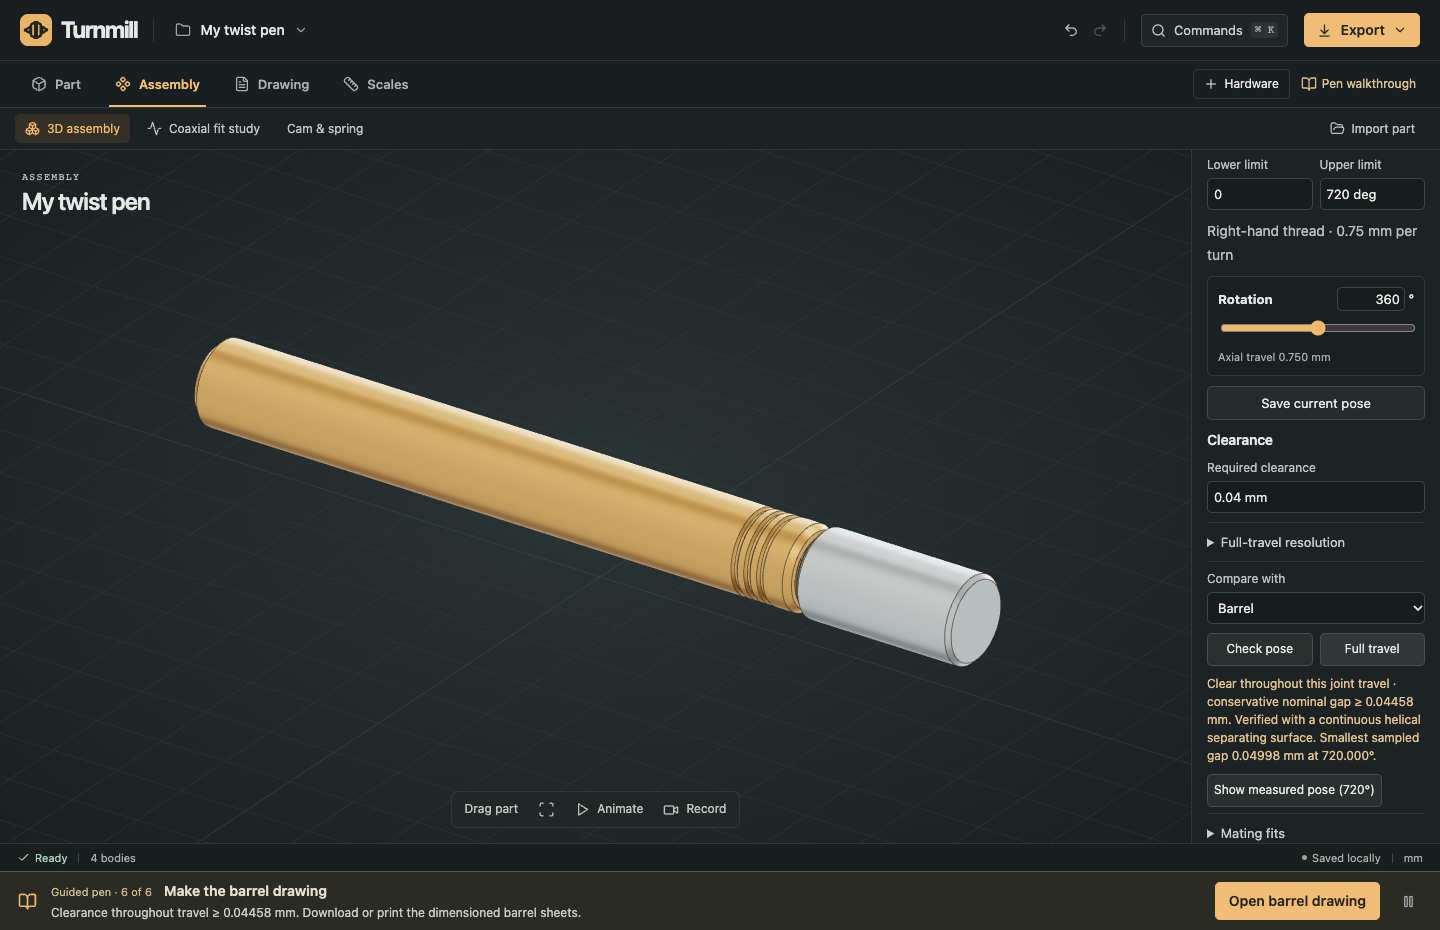 Turnmill
My twist pen
Commands ⌘ K
Export
Part
Assembly
Drawing
Scales
Hardware
Pen walkthrough
3D assembly
Coaxial fit study
Cam & spring
Import part
ASSEMBLY
My twist pen
Lower limit
Upper limit
0
720 deg
Right-hand thread · 0.75 mm per
turn
Rotation
360 °
Axial travel 0.750 mm
Save current pose
Clearance
Required clearance
0.04 mm
Full-travel resolution
Compare with
Barrel
Check pose
Full travel
Clear throughout this joint travel ·
conservative nominal gap ≥ 0.04458
mm. Verified with a continuous helical
separating surface. Smallest sampled
gap 0.04998 mm at 720.000°.
Show measured pose (720°)
Mating fits
Drag part
Animate
Record
Ready
4 bodies
Saved locally
mm
Guided pen · 6 of 6 Make the barrel drawing
Clearance throughout travel ≥ 0.04458 mm. Download or print the dimensioned barrel sheets.
Open barrel drawing